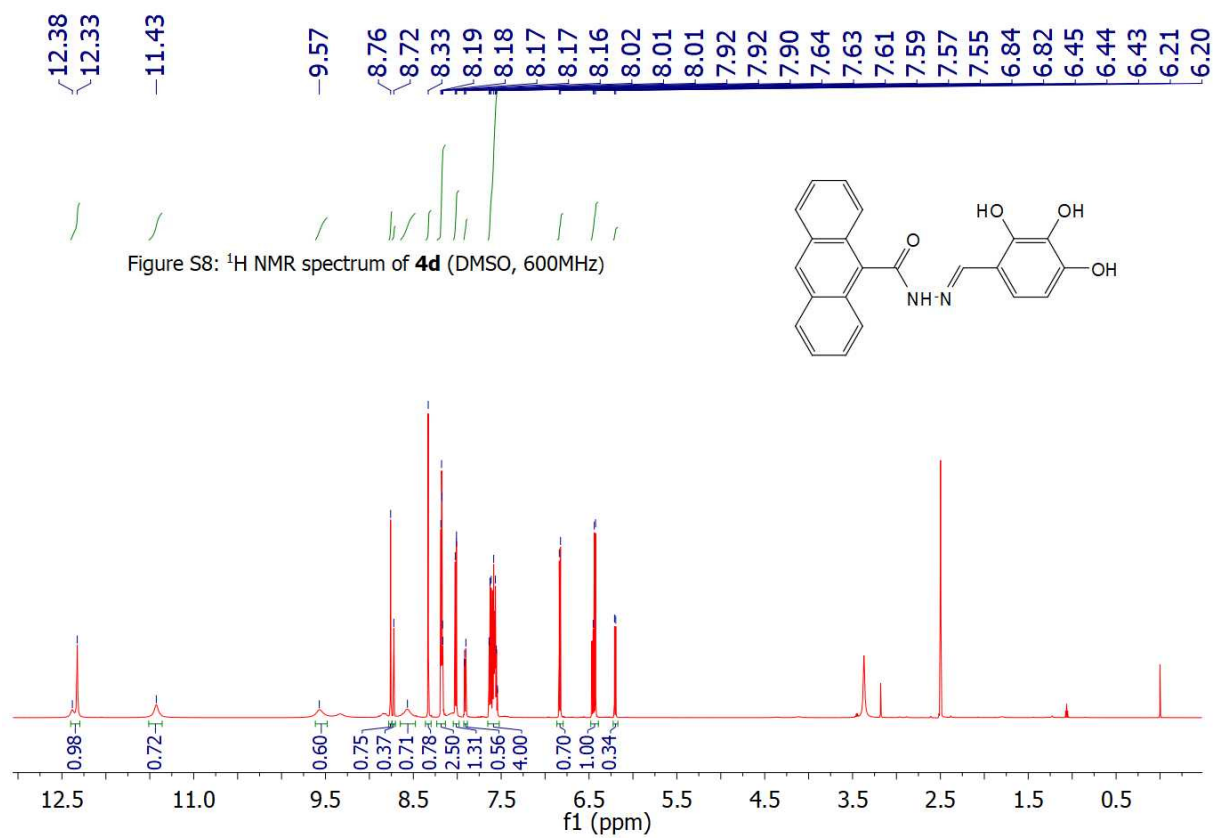 12.38 12.33 11.43 9.57 8.76 8.72 8.33 8.19 8.18 8.17 8.17 8.16 8.02 8.01 8.01 7.92 7.92 7.90 7.64 7.63 7.61 7.59 7.57 7.55 6.84 6.82 6.45 6.44 6.43 6.21 6.20
HO OH
O
OH
NH N
Figure S8: ¹H NMR spectrum of 4d (DMSO, 600MHz)
0.98 0.72 0.60 0.75 0.37 0.71 0.78 2.50 1.31 0.56 4.00 0.70 1.00 0.34
12.5 11.0 9.5 8.5 7.5 6.5 5.5 4.5 3.5 2.5 1.5 0.5
f1 (ppm)